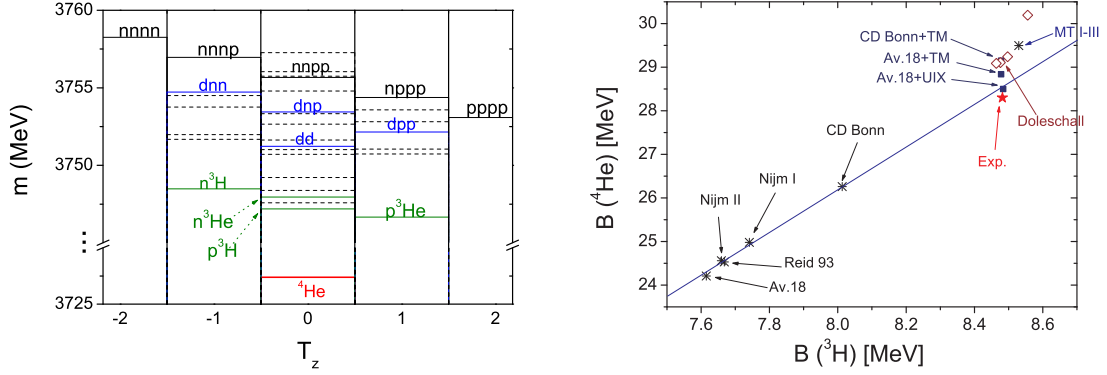 3760
3755
3750
3725
m (MeV)
nnnn
nnnp
nnpp
nppp
pppp
dnn
dnp
dpp
dd
n³H
n³He
p³H
p³He
⁴He
-2 -1 0 1 2
T_z
30
29
28
27
26
25
24
B (⁴He) [MeV]
CD Bonn+TM
MT I-III
Av.18+TM
Av.18+UIX
Doleschall
Exp.
CD Bonn
Nijm I
Nijm II
Reid 93
Av.18
7.6 7.8 8.0 8.2 8.4 8.6
B (³H) [MeV]